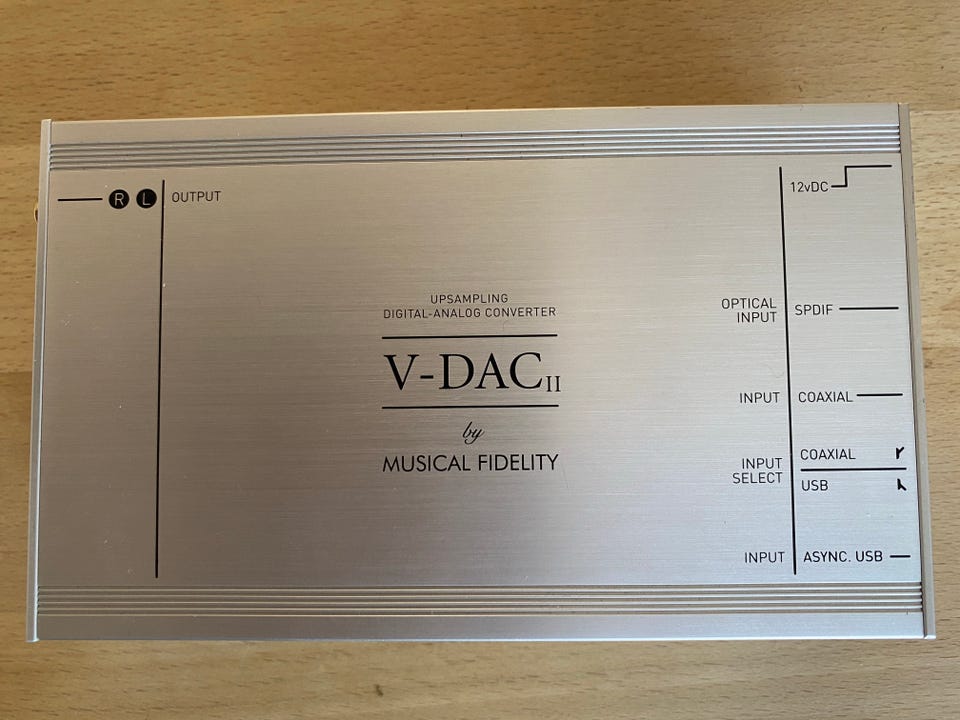 R L OUTPUT
UPSAMPLING
DIGITAL-ANALOG CONVERTER
V-DACII
by
MUSICAL FIDELITY
12vDC
OPTICAL
INPUT
SPDIF
INPUT COAXIAL
INPUT
SELECT
COAXIAL
USB
INPUT ASYNC. USB